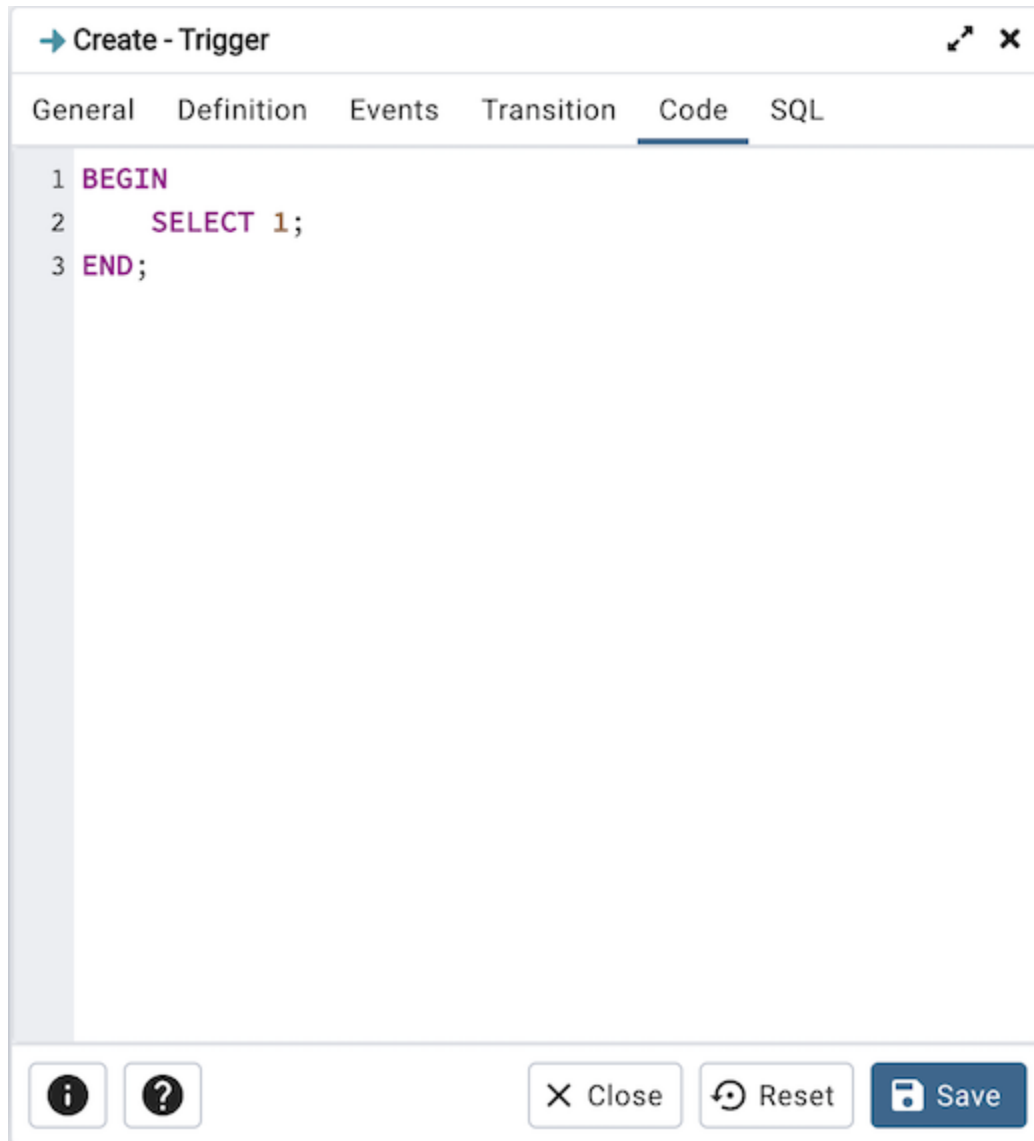 Create - Trigger
General Definition Events Transition Code SQL
1 BEGIN
2 SELECT 1;
3 END;
Close Reset Save